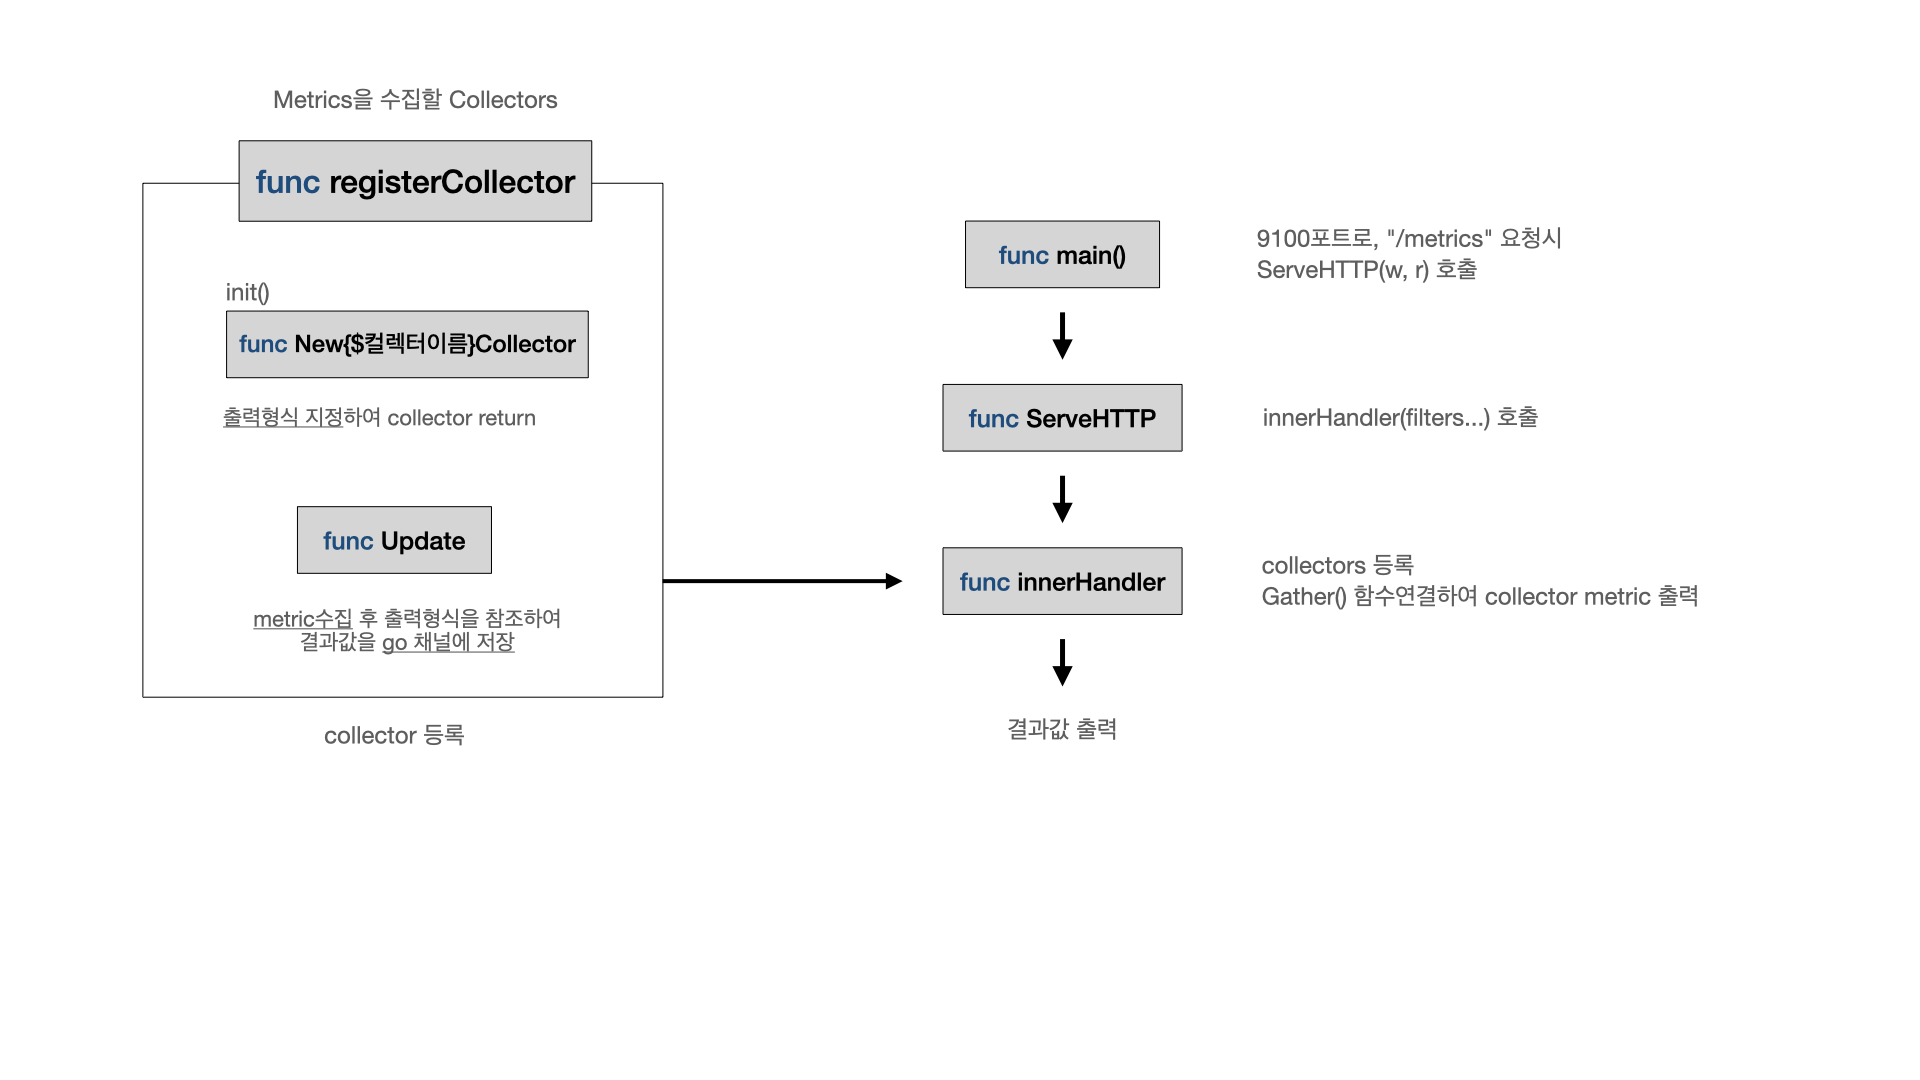 Metrics을 수집할 Collectors
func registerCollector
init()
func New{$컬렉터이름}Collector
출력형식 지정하여 collector return
func Update
metric수집 후 출력형식을 참조하여
결과값을 go 채널에 저장
collector 등록
func main()
9100포트로, "/metrics" 요청시
ServeHTTP(w, r) 호출
func ServeHTTP
innerHandler(filters...) 호출
func innerHandler
collectors 등록
Gather() 함수연결하여 collector metric 출력
결과값 출력